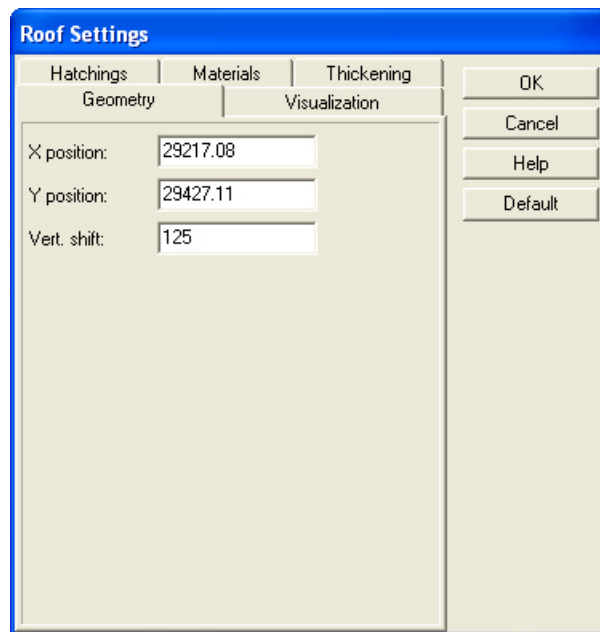 Roof Settings
Hatchings Materials Thickening
Geometry Visualization
X position: 29217.08
Y position: 29427.11
Vert. shift: 125
OK
Cancel
Help
Default